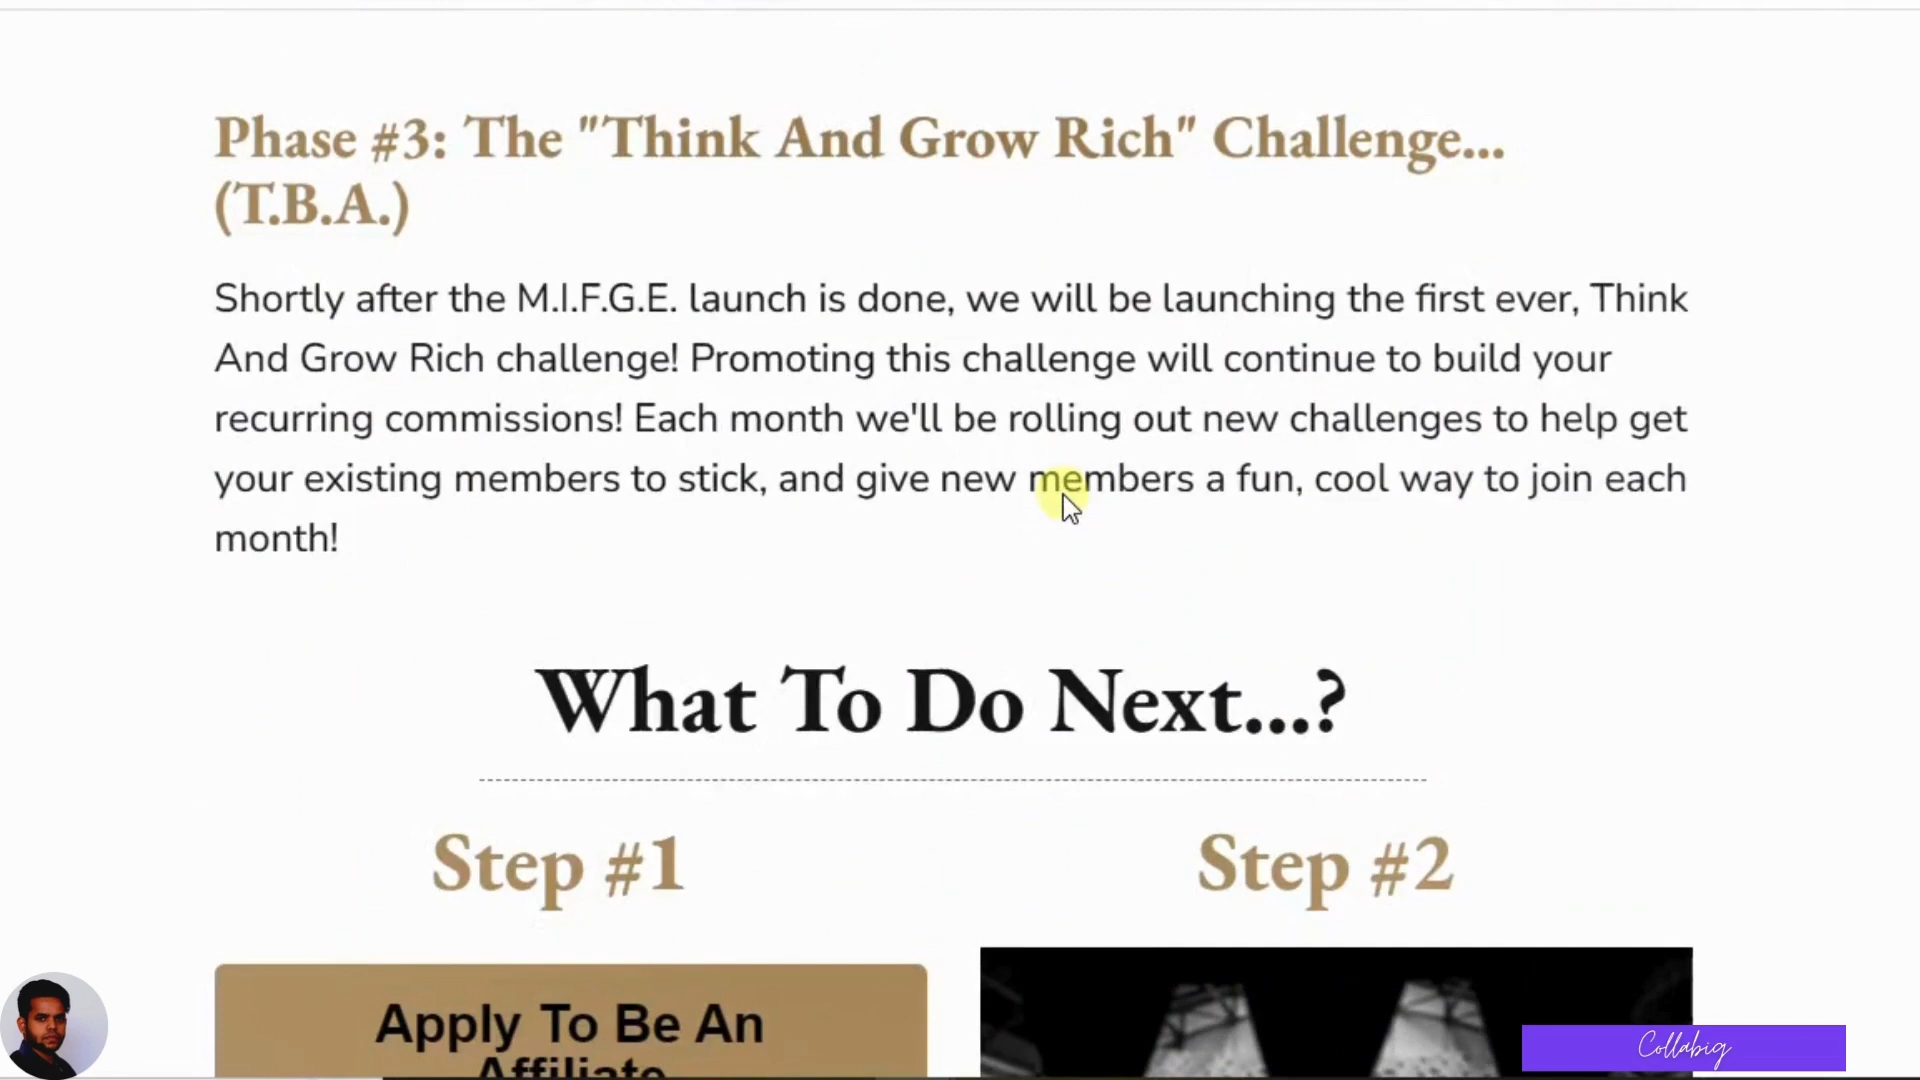 Phase #3: The "Think And Grow Rich" Challenge...
(T.B.A.)
Shortly after the M.I.F.G.E. launch is done, we will be launching the first ever, Think
And Grow Rich challenge! Promoting this challenge will continue to build your
recurring commissions! Each month we'll be rolling out new challenges to help get
your existing members to stick, and give new members a fun, cool way to join each
month!
What To Do Next...?
Step #1
Step #2
Apply To Be An
Affiliate
Collabig